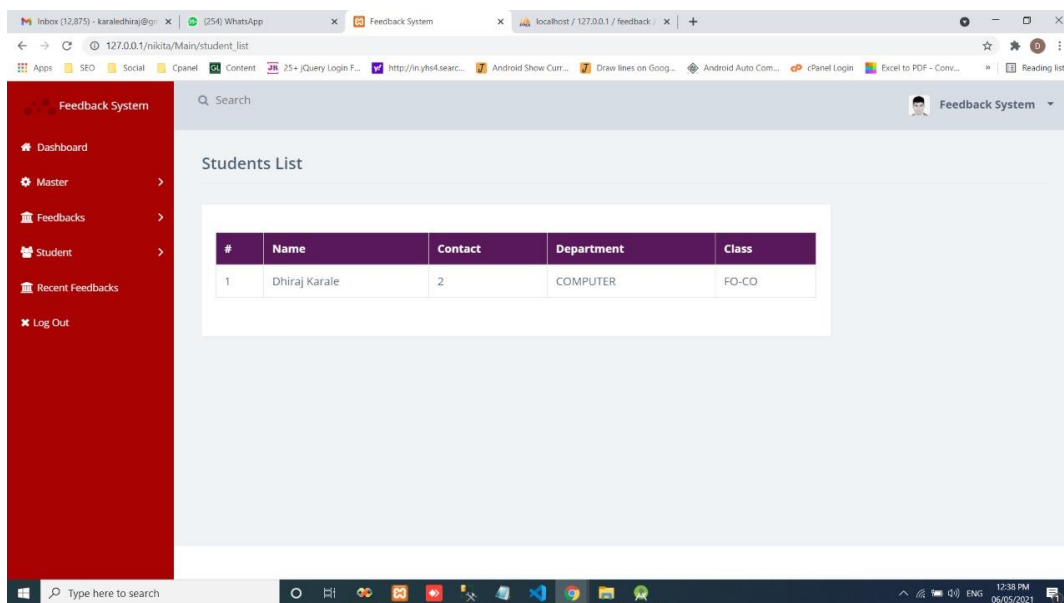 Inbox (12,875) - karaledhiraj@gm
(254) WhatsApp
Feedback System
localhost / 127.0.0.1 / feedback /
127.0.0.1/nikita/Main/student_list
D
Apps
SEO
Social
Cpanel
GL Content
JR 25+ jQuery Login F...
http://in.yhs4.searc...
Android Show Curr...
Draw lines on Goog...
Android Auto Com...
cP cPanel Login
Excel to PDF - Conv...
»
Reading list
Feedback System
Search
Feedback System
Dashboard
Master
Feedbacks
Student
Recent Feedbacks
Log Out
Students List
# Name Contact Department Class
1 Dhiraj Karale 2 COMPUTER FO-CO
Type here to search
ENG
12:38 PM
06/05/2021